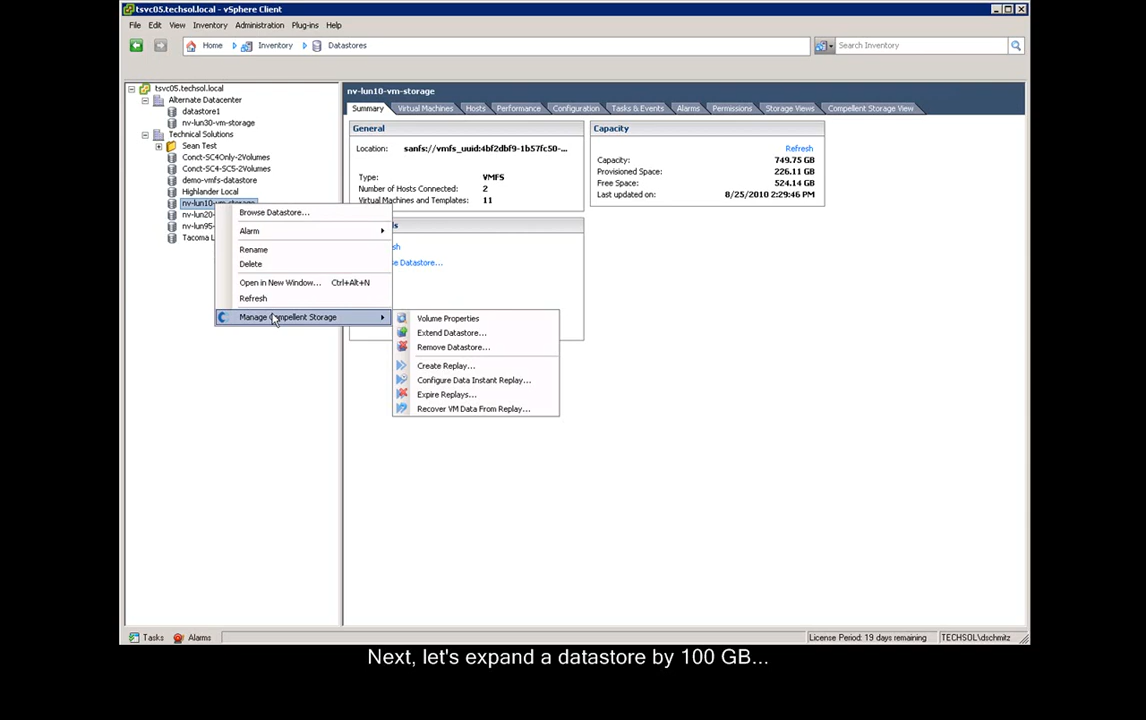 tsvc05.techsol.local - vSphere Client
File Edit View Inventory Administration Plug-ins Help
Home Inventory Datastores Search Inventory
tsvc05.techsol.local
Alternate Datacenter
datastore1
nv-lun30-vm-storage
Technical Solutions
Sean Test
Conct-SC4Only-2Volumes
Conct-SC4-SC5-2Volumes
demo-vmfs-datastore
Highlander Local
nv-lun10-vm-storage
nv-lun20-
nv-lun95-
Tacoma L
Browse Datastore...
Alarm
Rename
Delete
Open in New Window... Ctrl+Alt+N
Refresh
Manage Compellent Storage
Volume Properties
Extend Datastore...
Remove Datastore...
Create Replay...
Configure Data Instant Replay...
Expire Replays...
Recover VM Data From Replay...
nv-lun10-vm-storage
Summary Virtual Machines Hosts Performance Configuration Tasks & Events Alarms Permissions Storage Views Compellent Storage View
General
Location: sanfs://vmfs_uuid:4bf2dbf9-1b57fc50-...
Type: VMFS
Number of Hosts Connected: 2
Virtual Machines and Templates: 11
ds
sh
e Datastore...
Capacity
Refresh
Capacity: 749.75 GB
Provisioned Space: 226.11 GB
Free Space: 524.14 GB
Last updated on: 8/25/2010 2:29:46 PM
Tasks Alarms License Period: 19 days remaining TECHSOL\dschmitz
Next, let's expand a datastore by 100 GB...